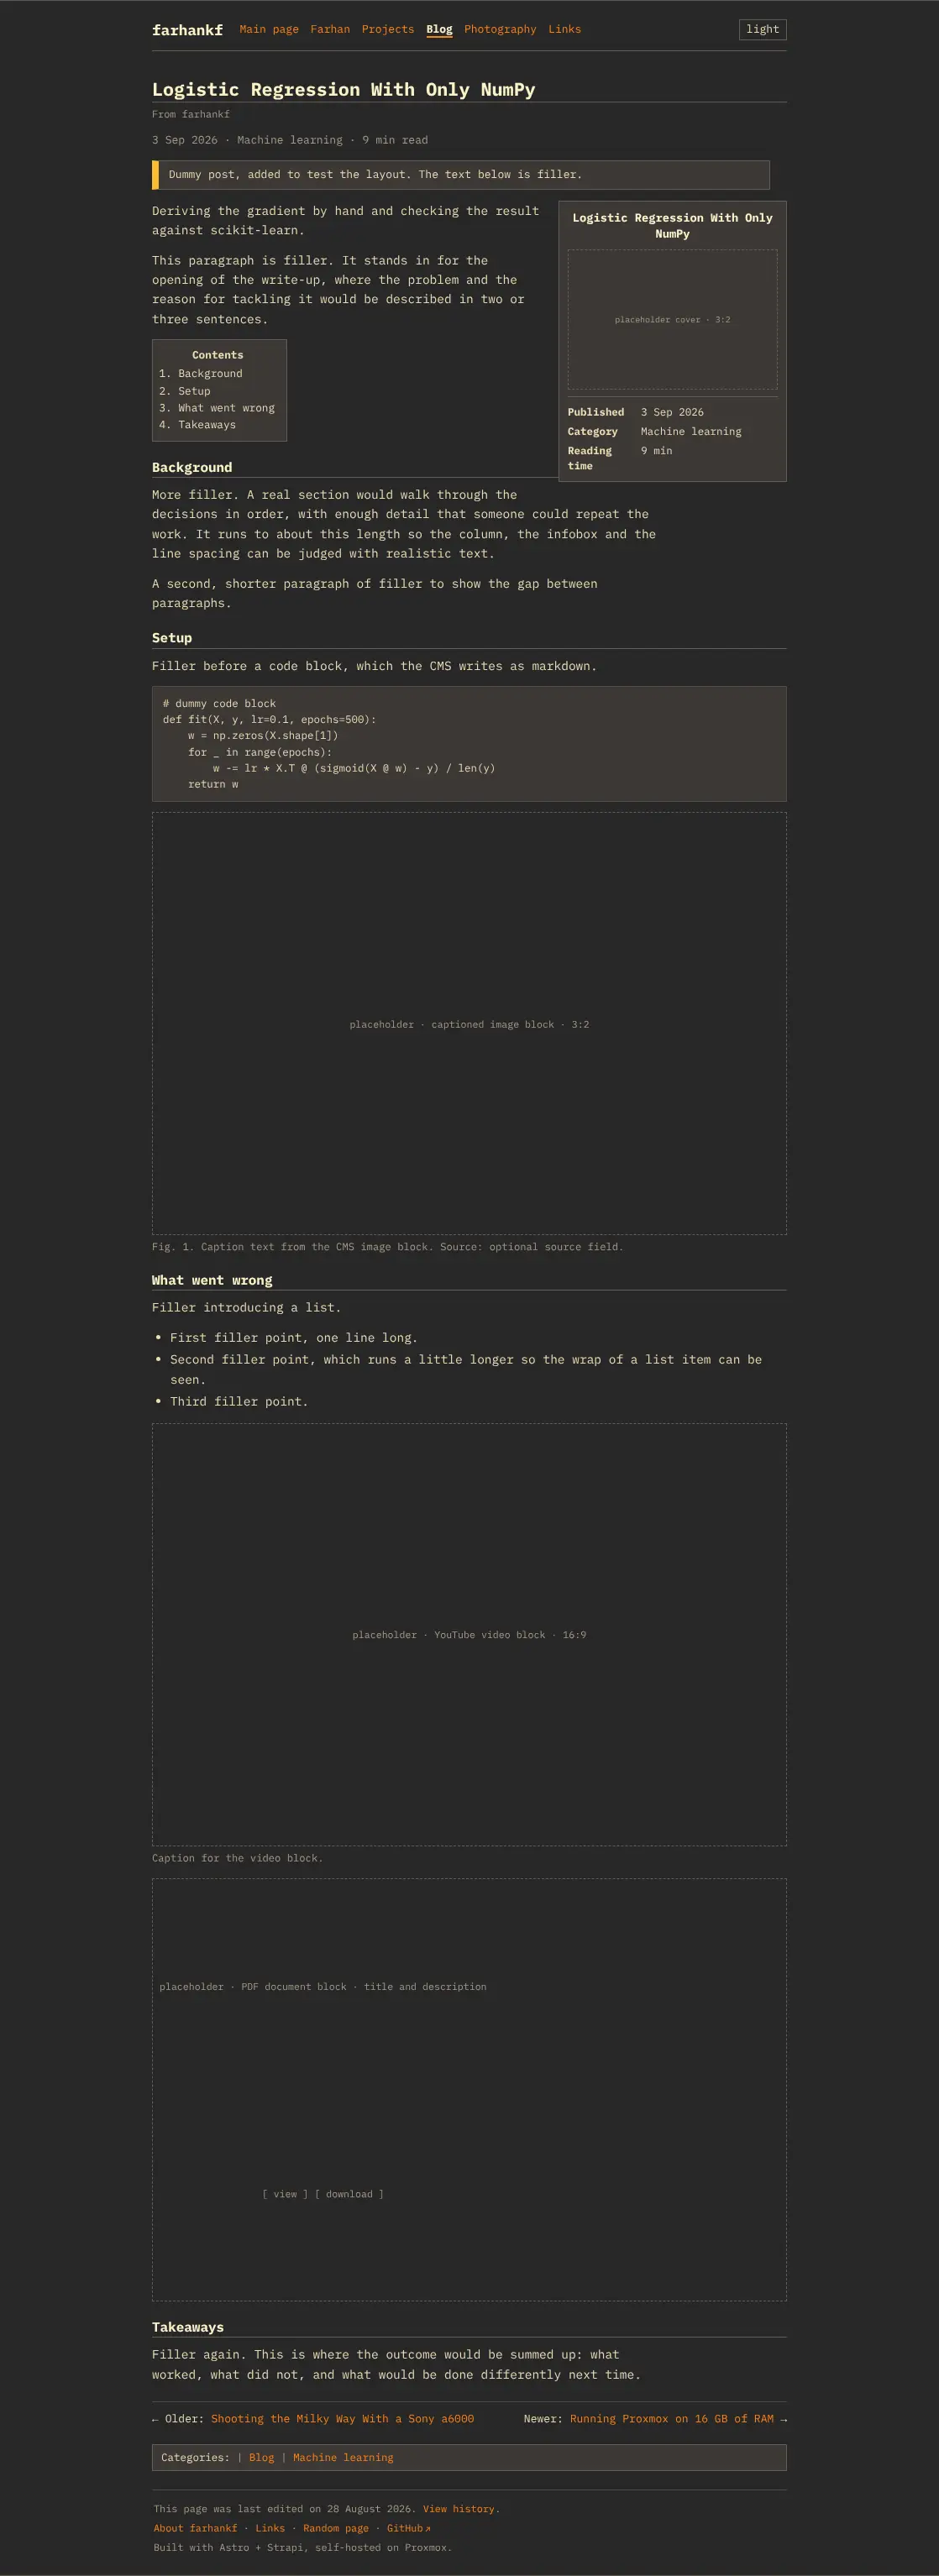 farhankf Main page Farhan Projects Blog Photography Links light
Logistic Regression With Only NumPy
From farhankf
3 Sep 2026 · Machine learning · 9 min read
Dummy post, added to test the layout. The text below is filler.
Deriving the gradient by hand and checking the result
against scikit-learn.
This paragraph is filler. It stands in for the
opening of the write-up, where the problem and the
reason for tackling it would be described in two or
three sentences.
Logistic Regression With Only
NumPy
placeholder cover · 3:2
Published 3 Sep 2026
Category Machine learning
Reading 9 min
time
Contents
1. Background
2. Setup
3. What went wrong
4. Takeaways
Background
More filler. A real section would walk through the
decisions in order, with enough detail that someone could repeat the
work. It runs to about this length so the column, the infobox and the
line spacing can be judged with realistic text.
A second, shorter paragraph of filler to show the gap between
paragraphs.
Setup
Filler before a code block, which the CMS writes as markdown.
# dummy code block
def fit(X, y, lr=0.1, epochs=500):
    w = np.zeros(X.shape[1])
    for _ in range(epochs):
        w -= lr * X.T @ (sigmoid(X @ w) - y) / len(y)
    return w
placeholder · captioned image block · 3:2
Fig. 1. Caption text from the CMS image block. Source: optional source field.
What went wrong
Filler introducing a list.
• First filler point, one line long.
• Second filler point, which runs a little longer so the wrap of a list item can be
seen.
• Third filler point.
placeholder · YouTube video block · 16:9
Caption for the video block.
placeholder · PDF document block · title and description
[ view ] [ download ]
Takeaways
Filler again. This is where the outcome would be summed up: what
worked, what did not, and what would be done differently next time.
← Older: Shooting the Milky Way With a Sony a6000 Newer: Running Proxmox on 16 GB of RAM →
Categories: | Blog | Machine learning
This page was last edited on 28 August 2026. View history.
About farhankf · Links · Random page · GitHub↗
Built with Astro + Strapi, self-hosted on Proxmox.